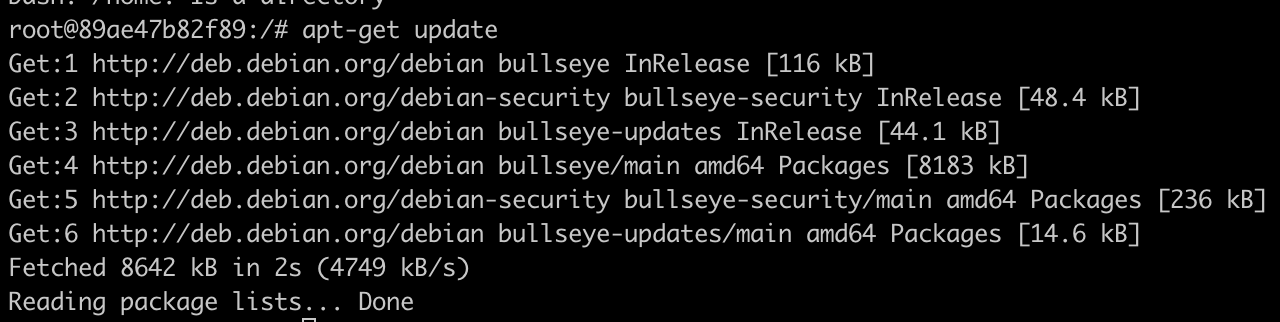 bash: /home: Is a directory
root@89ae47b82f89:/# apt-get update
Get:1 http://deb.debian.org/debian bullseye InRelease [116 kB]
Get:2 http://deb.debian.org/debian-security bullseye-security InRelease [48.4 kB]
Get:3 http://deb.debian.org/debian bullseye-updates InRelease [44.1 kB]
Get:4 http://deb.debian.org/debian bullseye/main amd64 Packages [8183 kB]
Get:5 http://deb.debian.org/debian-security bullseye-security/main amd64 Packages [236 kB]
Get:6 http://deb.debian.org/debian bullseye-updates/main amd64 Packages [14.6 kB]
Fetched 8642 kB in 2s (4749 kB/s)
Reading package lists... Done